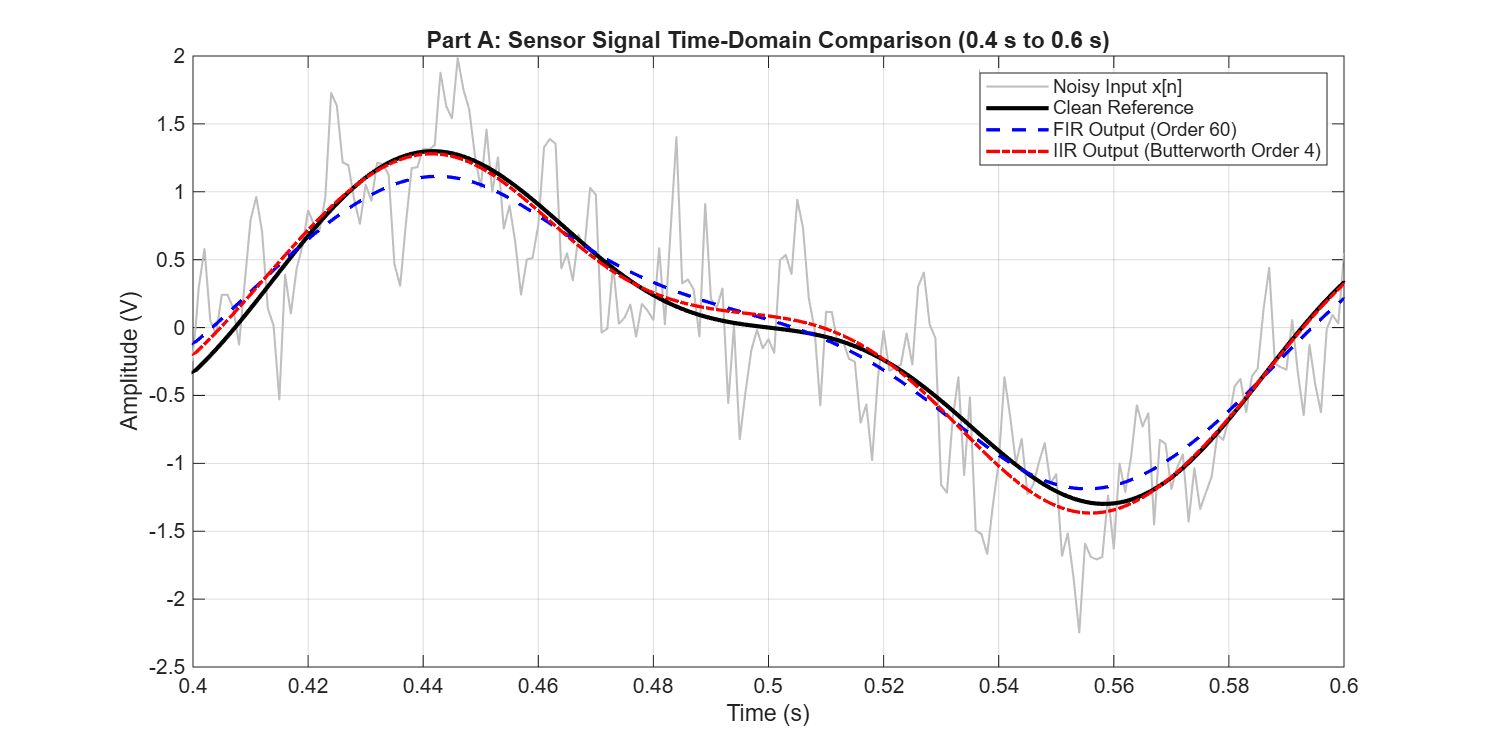 Part A: Sensor Signal Time-Domain Comparison (0.4 s to 0.6 s)
Noisy Input x[n]
Clean Reference
FIR Output (Order 60)
IIR Output (Butterworth Order 4)
Amplitude (V)
2
1.5
1
0.5
0
-0.5
-1
-1.5
-2
-2.5
0.4 0.42 0.44 0.46 0.48 0.5 0.52 0.54 0.56 0.58 0.6
Time (s)